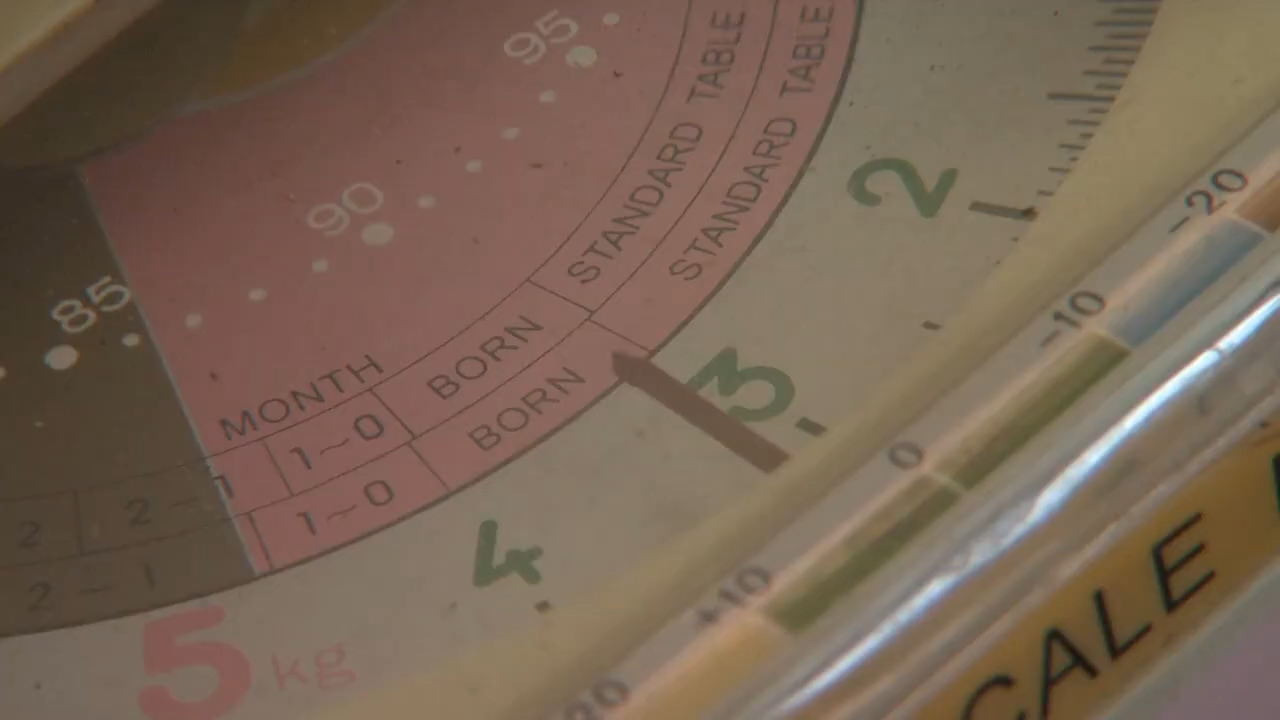 95
90
85
STANDARD TABLE
STANDARD TABLE
MONTH
1~0
BORN
1~0
BORN
2
2-1
2-1
2
3
4
5 kg
-20
-10
0
+10
CALE